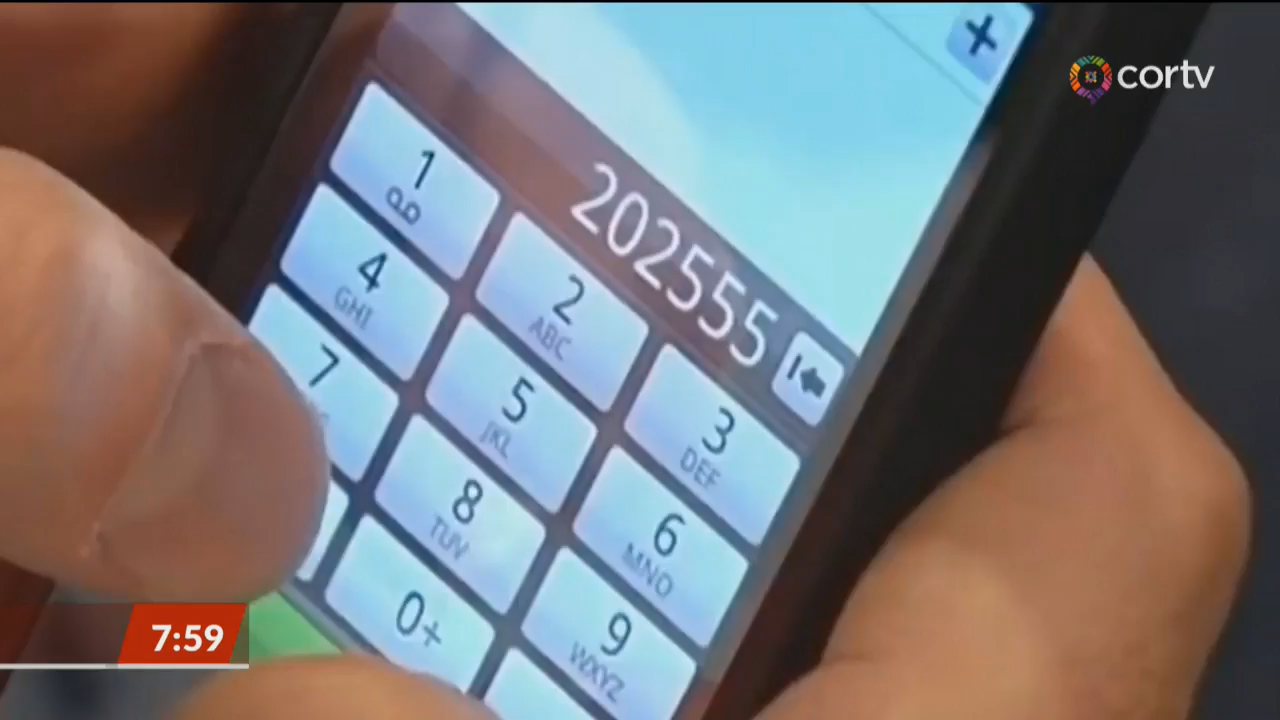 +
cortv
202555
1
2
ABC
3
DEF
4
GHI
5
JKL
6
MNO
7
8
TUV
9
WXYZ
0+
7:59